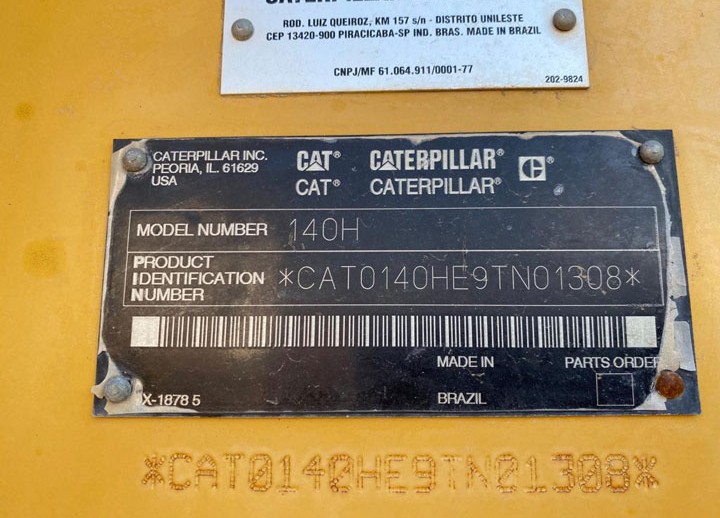 CATERPILLAR
ROD. LUIZ QUEIROZ, KM 157 s/n - DISTRITO UNILESTE
CEP 13420-900 PIRACICABA-SP IND. BRAS. MADE IN BRAZIL
CNPJ/MF 61.064.911/0001-77
202-9824
CATERPILLAR INC.
PEORIA, IL. 61629
USA
CAT® CATERPILLAR® C®
CAT® CATERPILLAR®
MODEL NUMBER 140H
PRODUCT
IDENTIFICATION
NUMBER
*CAT0140HE9TN01308*
MADE IN
PARTS ORDER
X-1878 5
BRAZIL
*CAT0140HE9TN01308*